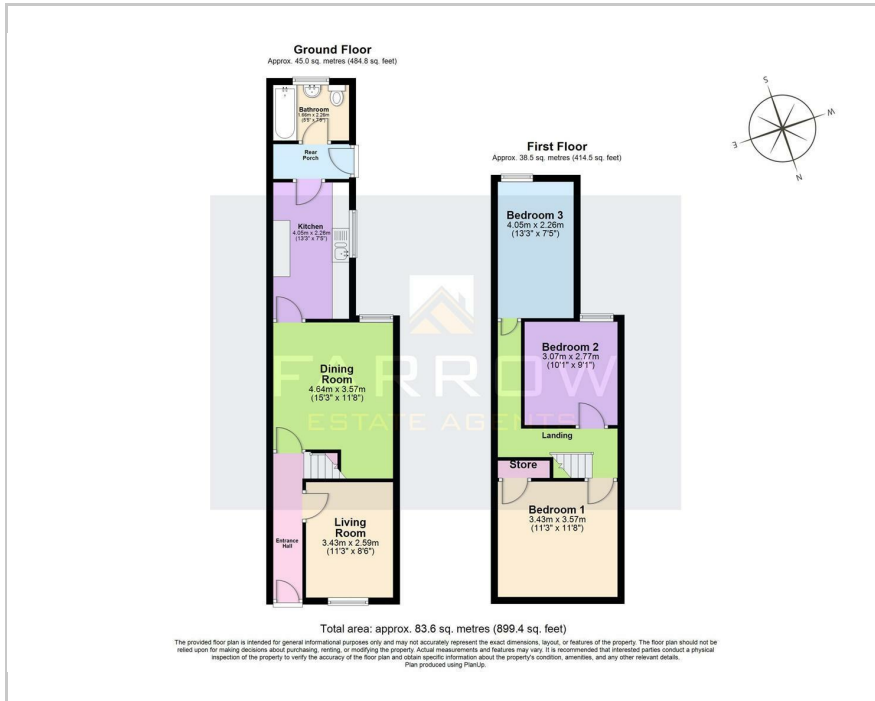 Ground Floor
Approx. 45.0 sq. metres (484.8 sq. feet)
Bathroom
1.66m x 2.26m
(5'5" x 7'5")
Rear
Porch
Kitchen
4.05m x 2.26m
(13'3" x 7'5")
Dining
Room
4.64m x 3.57m
(15'3" x 11'8")
Living
Room
3.43m x 2.59m
(11'3" x 8'6")
Entrance
Hall
First Floor
Approx. 38.5 sq. metres (414.5 sq. feet)
Bedroom 3
4.05m x 2.26m
(13'3" x 7'5")
Bedroom 2
3.07m x 2.77m
(10'1" x 9'1")
Landing
Store
Bedroom 1
3.43m x 3.57m
(11'3" x 11'8")
S
W
E
N
FARROW
ESTATE AGENTS
Total area: approx. 83.6 sq. metres (899.4 sq. feet)
The provided floor plan is intended for general informational purposes only and may not accurately represent the exact dimensions, layout, or features of the property. The floor plan should not be
relied upon for making decisions about purchasing, renting, or modifying the property. Actual measurements and features may vary. It is recommended that interested parties conduct a physical
inspection of the property to verify the accuracy of the floor plan and obtain specific information about the property's condition, amenities, and any other relevant details.
Plan produced using PlanUp.